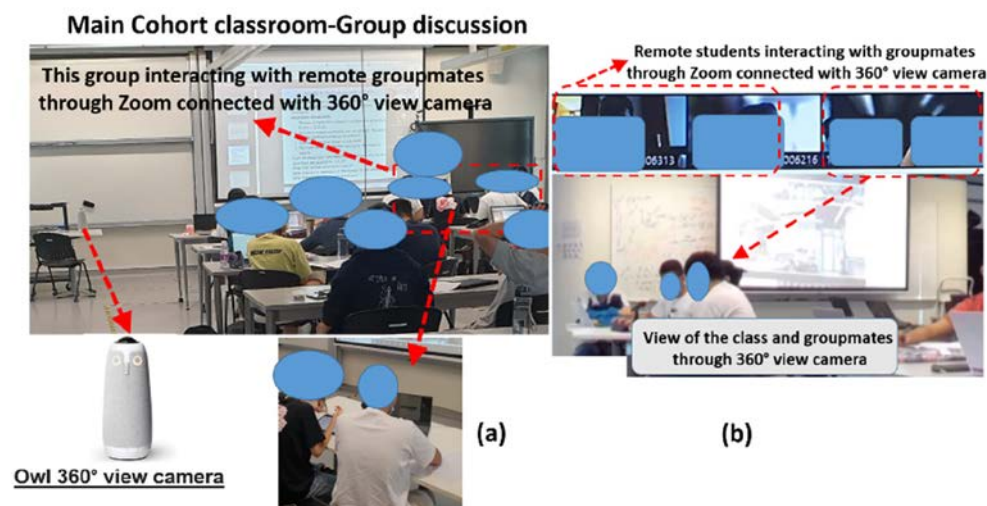 Main Cohort classroom-Group discussion
This group interacting with remote groupmates
through Zoom connected with 360° view camera
Remote students interacting with groupmates
through Zoom connected with 360° view camera
06313
006216
View of the class and groupmates
through 360° view camera
(a)
(b)
Owl 360° view camera